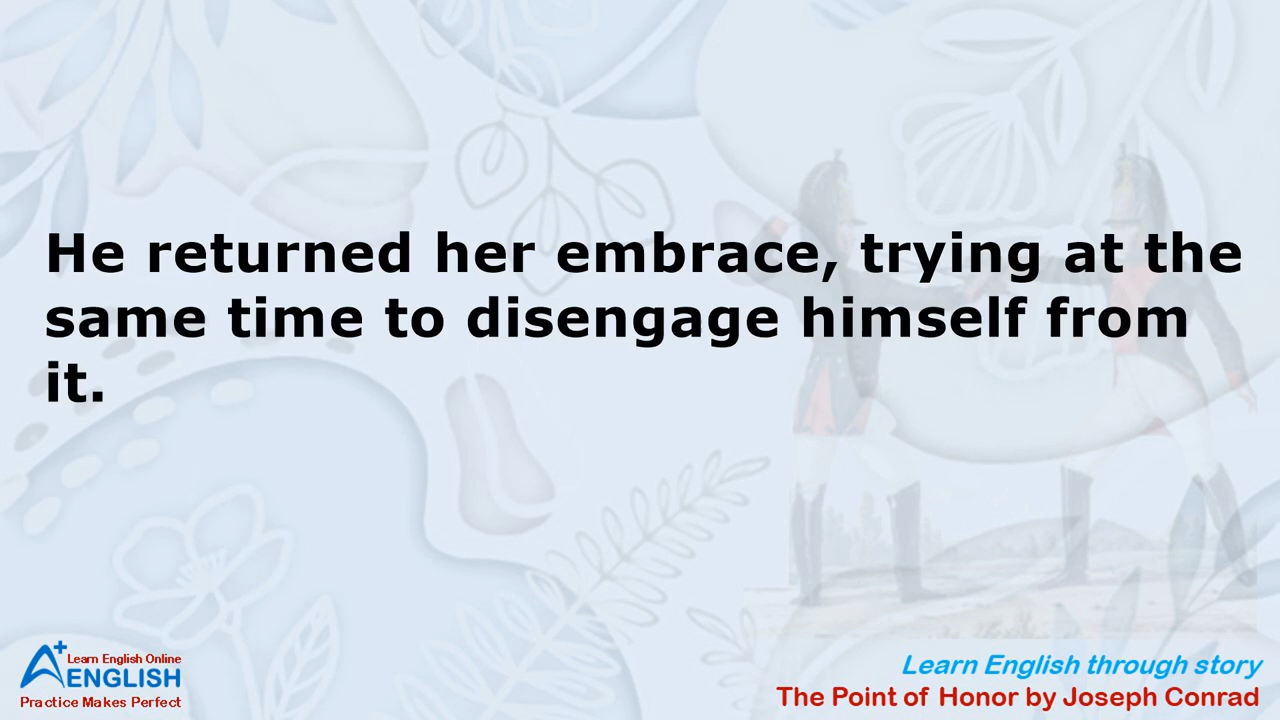 He returned her embrace, trying at the
same time to disengage himself from
it.
A+ Learn English Online
ENGLISH
Practice Makes Perfect
Learn English through story
The Point of Honor by Joseph Conrad